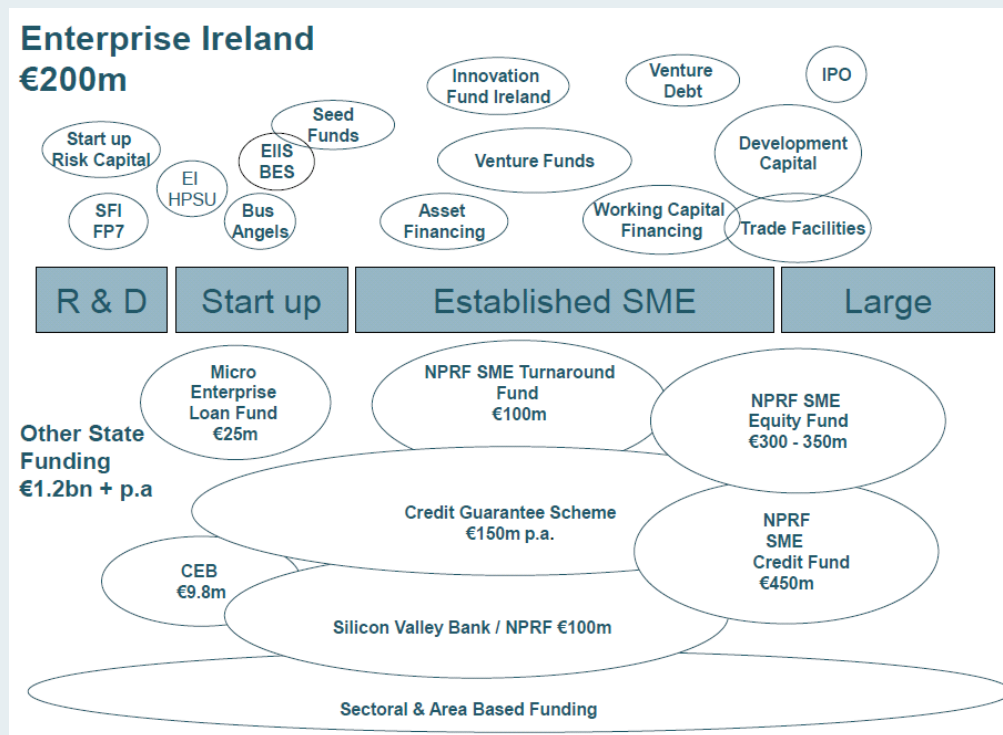 Enterprise Ireland
€200m
Innovation
Fund Ireland
Venture
Debt
IPO
Seed
Funds
Start up
Risk Capital
EIIS
BES
Venture Funds
Development
Capital
EI
HPSU
SFI
FP7
Bus
Angels
Asset
Financing
Working Capital
Financing
Trade Facilities
R & D
Start up
Established SME
Large
Micro
Enterprise
Loan Fund
€25m
NPRF SME Turnaround
Fund
€100m
NPRF SME
Equity Fund
€300 - 350m
Other State
Funding
€1.2bn + p.a
Credit Guarantee Scheme
€150m p.a.
NPRF
SME
Credit Fund
€450m
CEB
€9.8m
Silicon Valley Bank / NPRF €100m
Sectoral & Area Based Funding